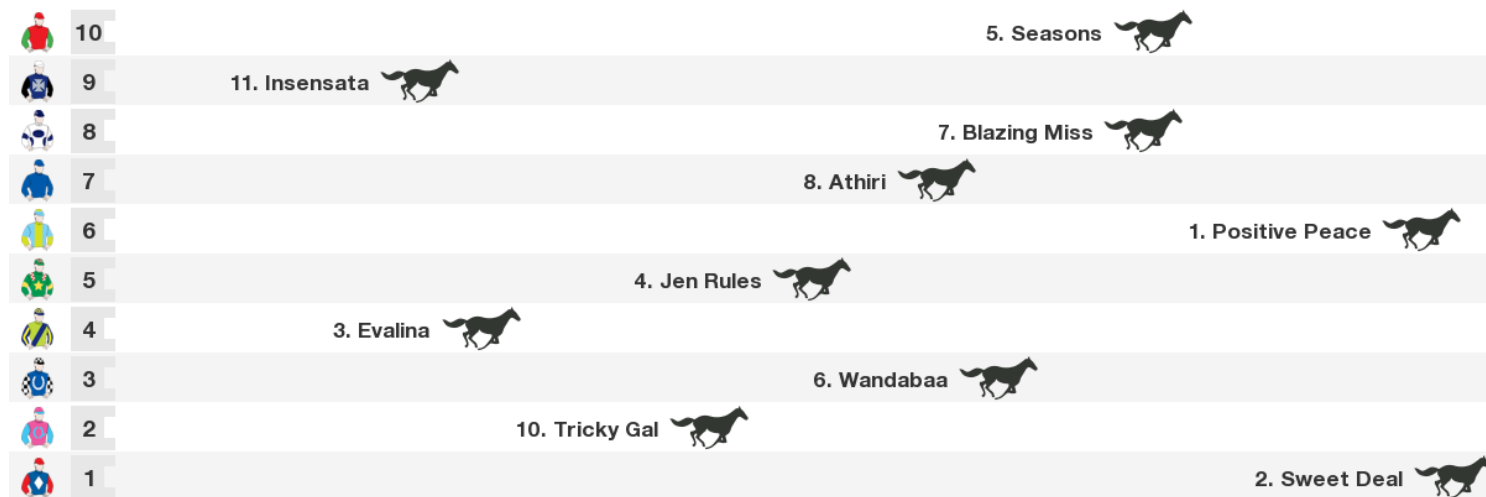 10 5. Seasons
9 11. Insensata
8 7. Blazing Miss
7 8. Athiri
6 1. Positive Peace
5 4. Jen Rules
4 3. Evalina
3 6. Wandabaa
2 10. Tricky Gal
1 2. Sweet Deal